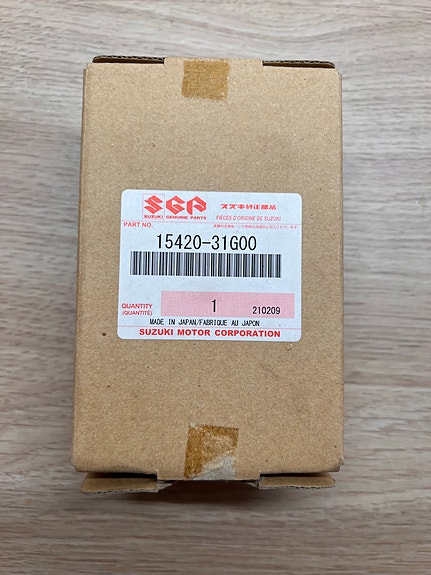 SGP
SUZUKI GENUINE PARTS
スズキ純正部品
PIÈCES D'ORIGINE DE SUZUKI
PART NO.
15420-31G00
QUANTITY
(QUANTITÉ)
1
210209
MADE IN JAPAN/FABRIQUE AU JAPON
SUZUKI MOTOR CORPORATION